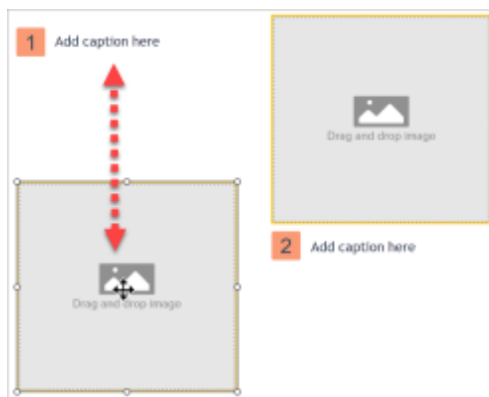 1 Add caption here
Drag and drop image
Drag and drop image
2 Add caption here